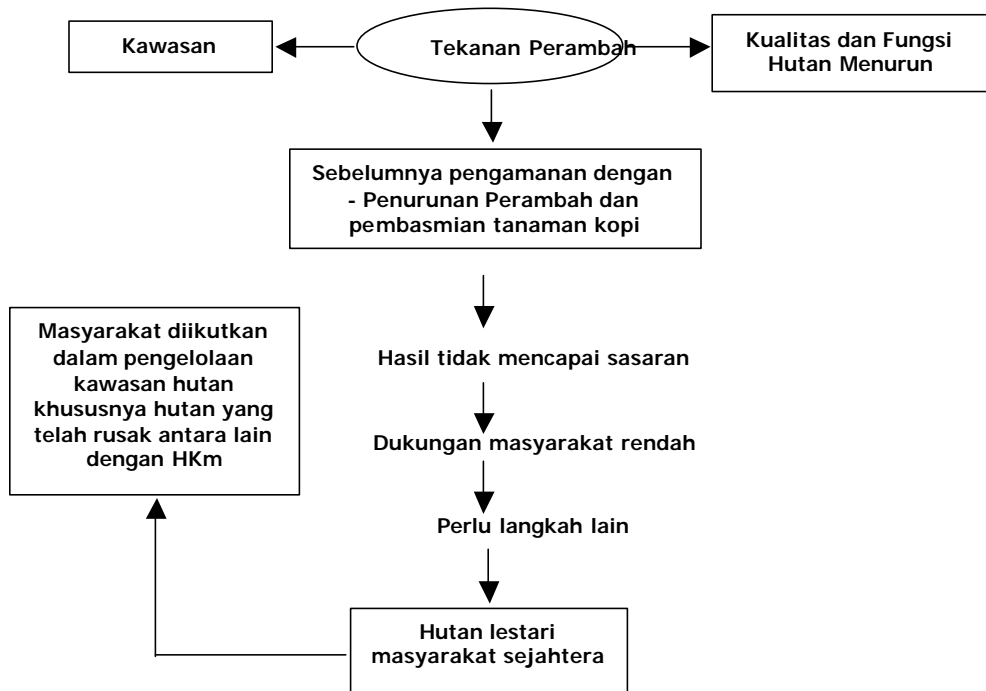 Kawasan
Tekanan Perambah
Kualitas dan Fungsi
Hutan Menurun
Sebelumnya pengamanan dengan
- Penurunan Perambah dan
pembasmian tanaman kopi
Masyarakat diikutkan
dalam pengelolaan
kawasan hutan
khususnya hutan yang
telah rusak antara lain
dengan HKm
Hasil tidak mencapai sasaran
Dukungan masyarakat rendah
Perlu langkah lain
Hutan lestari
masyarakat sejahtera